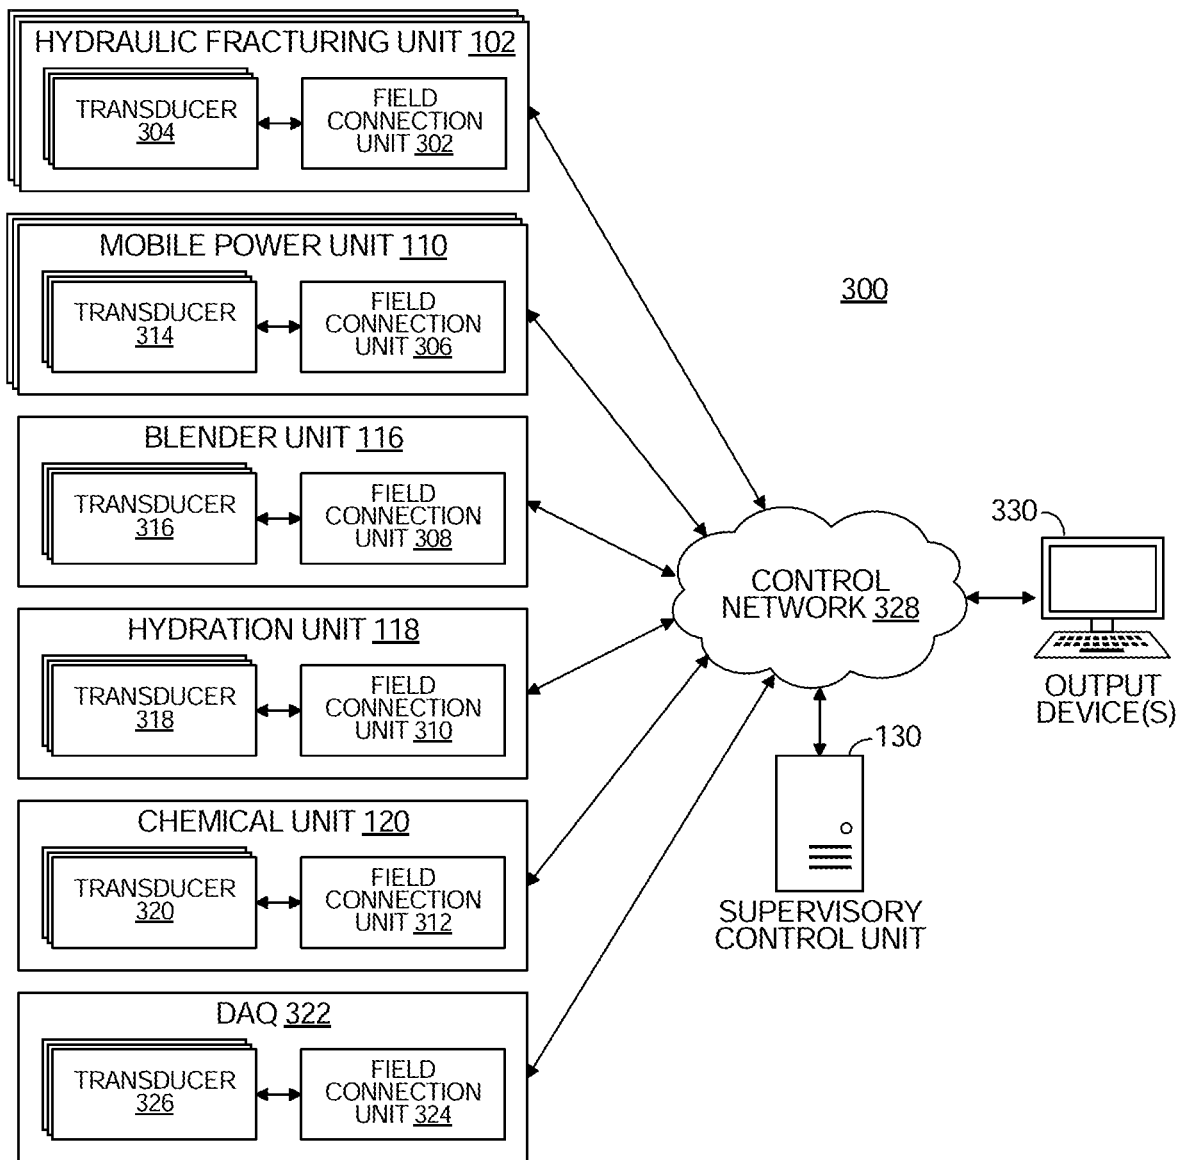 HYDRAULIC FRACTURING UNIT 102
TRANSDUCER
304
FIELD
CONNECTION
UNIT 302
MOBILE POWER UNIT 110
TRANSDUCER
314
FIELD
CONNECTION
UNIT 306
300
BLENDER UNIT 116
TRANSDUCER
316
FIELD
CONNECTION
UNIT 308
HYDRATION UNIT 118
TRANSDUCER
318
FIELD
CONNECTION
UNIT 310
CHEMICAL UNIT 120
TRANSDUCER
320
FIELD
CONNECTION
UNIT 312
DAQ 322
TRANSDUCER
326
FIELD
CONNECTION
UNIT 324
CONTROL
NETWORK 328
330
OUTPUT
DEVICE(S)
130
SUPERVISORY
CONTROL UNIT